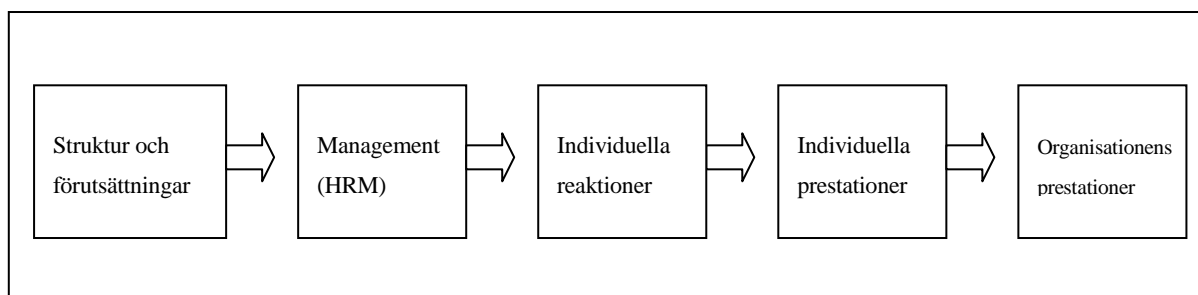 Struktur och
förutsättningar
Management
(HRM)
Individuella
reaktioner
Individuella
prestationer
Organisationens
prestationer